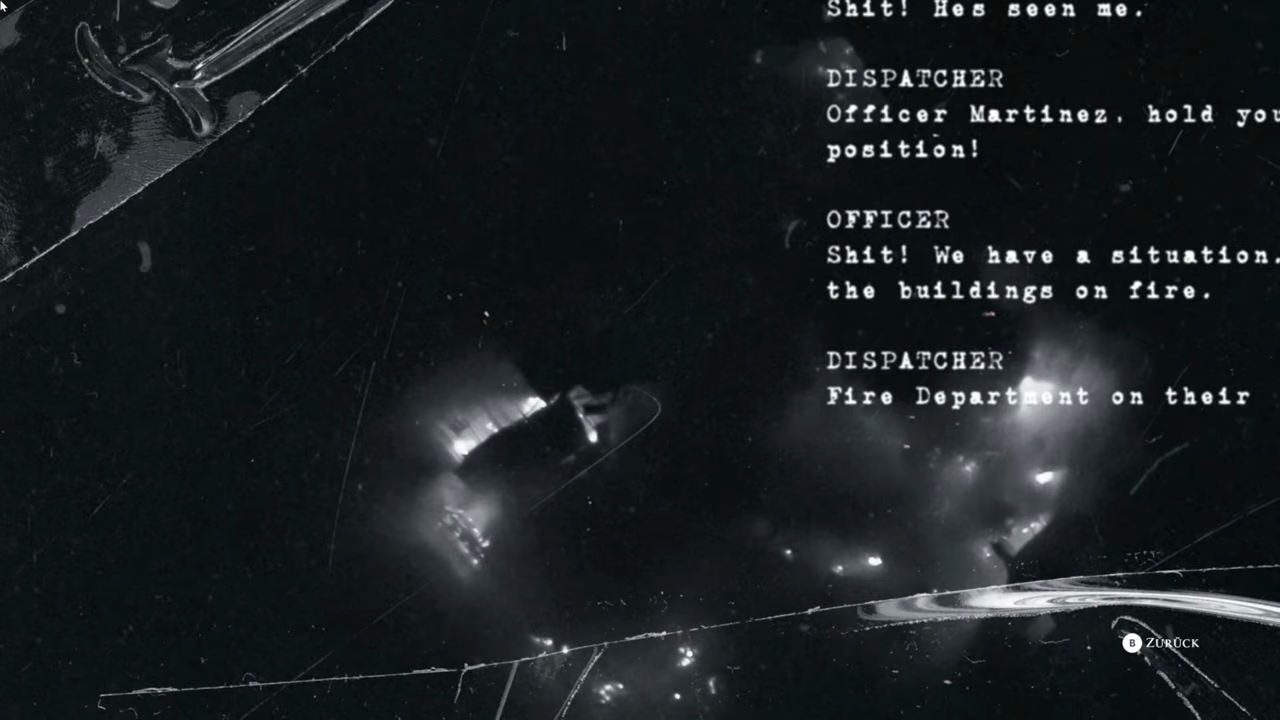 Shit! Hes seen me.
DISPATCHER
Officer Martinez, hold you
position!
OFFICER
Shit! We have a situation.
the buildings on fire.
DISPATCHER
Fire Department on their
B ZURÜCK